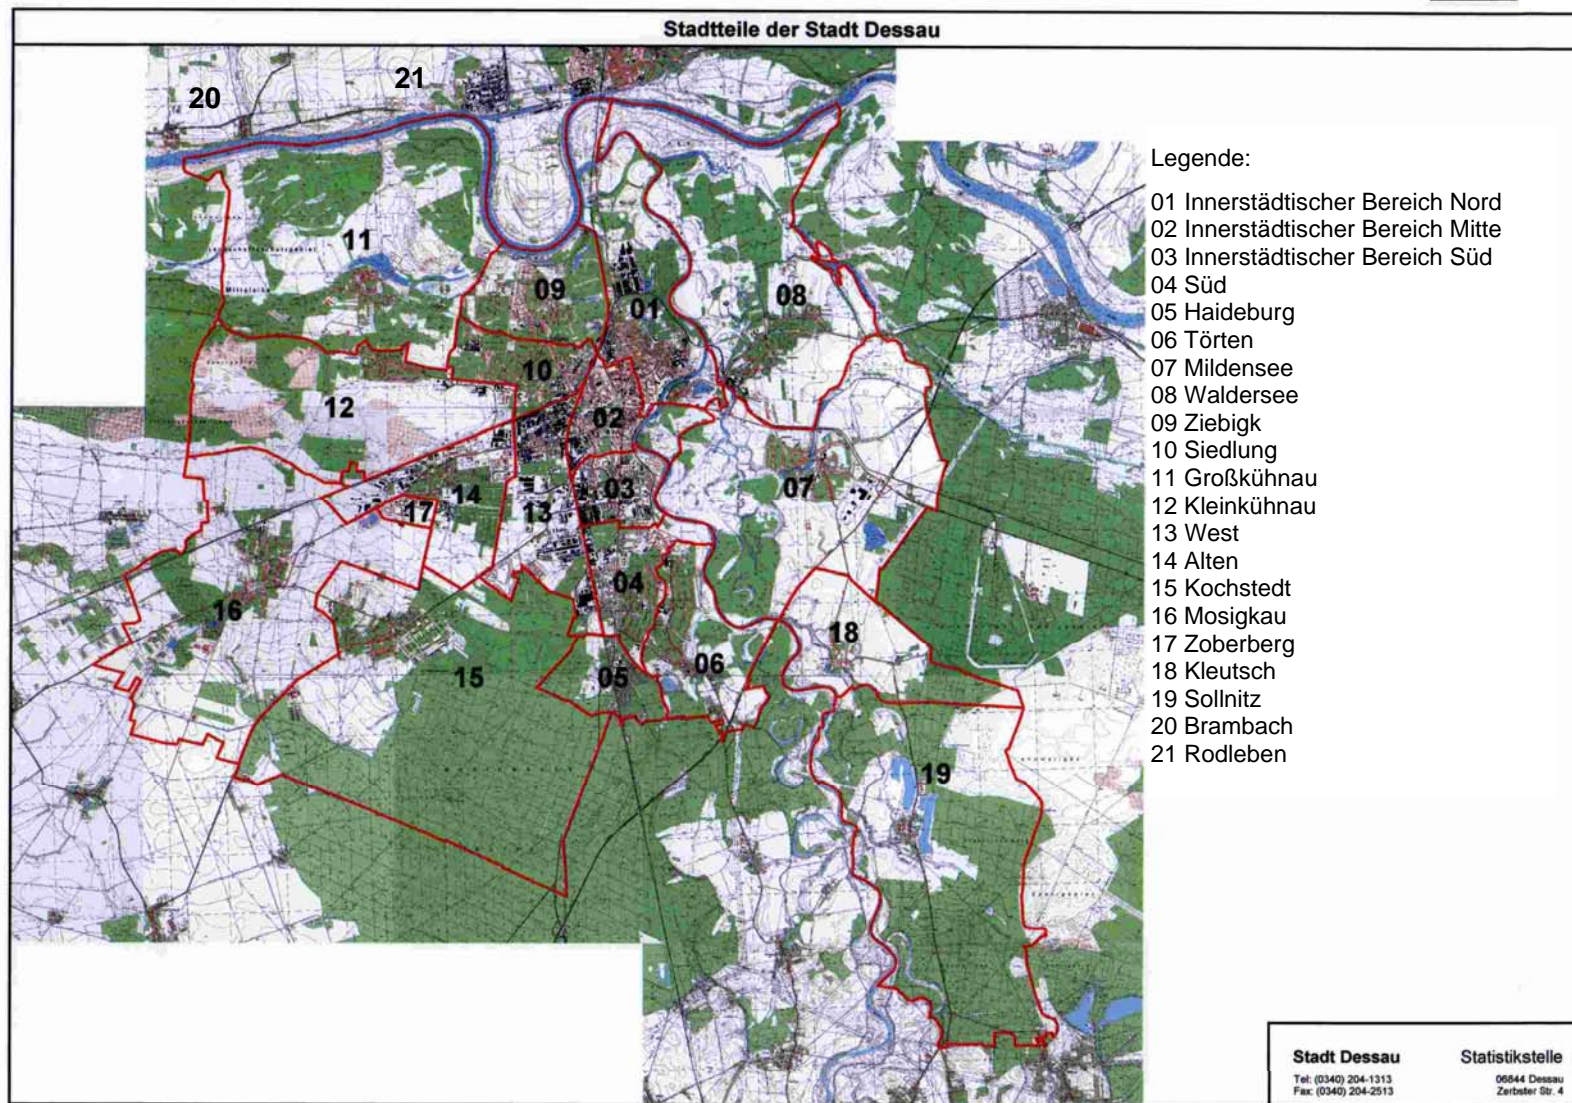 Stadtteile der Stadt Dessau
20
21
11
09
01
08
10
12
02
14
17
13
03
07
16
04
15
05
06
18
19
Legende:
01 Innerstädtischer Bereich Nord
02 Innerstädtischer Bereich Mitte
03 Innerstädtischer Bereich Süd
04 Süd
05 Haideburg
06 Törten
07 Mildensee
08 Waldersee
09 Ziebigk
10 Siedlung
11 Großkühnau
12 Kleinkühnau
13 West
14 Alten
15 Kochstedt
16 Mosigkau
17 Zoberberg
18 Kleutsch
19 Sollnitz
20 Brambach
21 Rodleben
Stadt Dessau Statistikstelle
Tel: (0340) 204-1313 06844 Dessau
Fax: (0340) 204-2513 Zerbster Str. 4